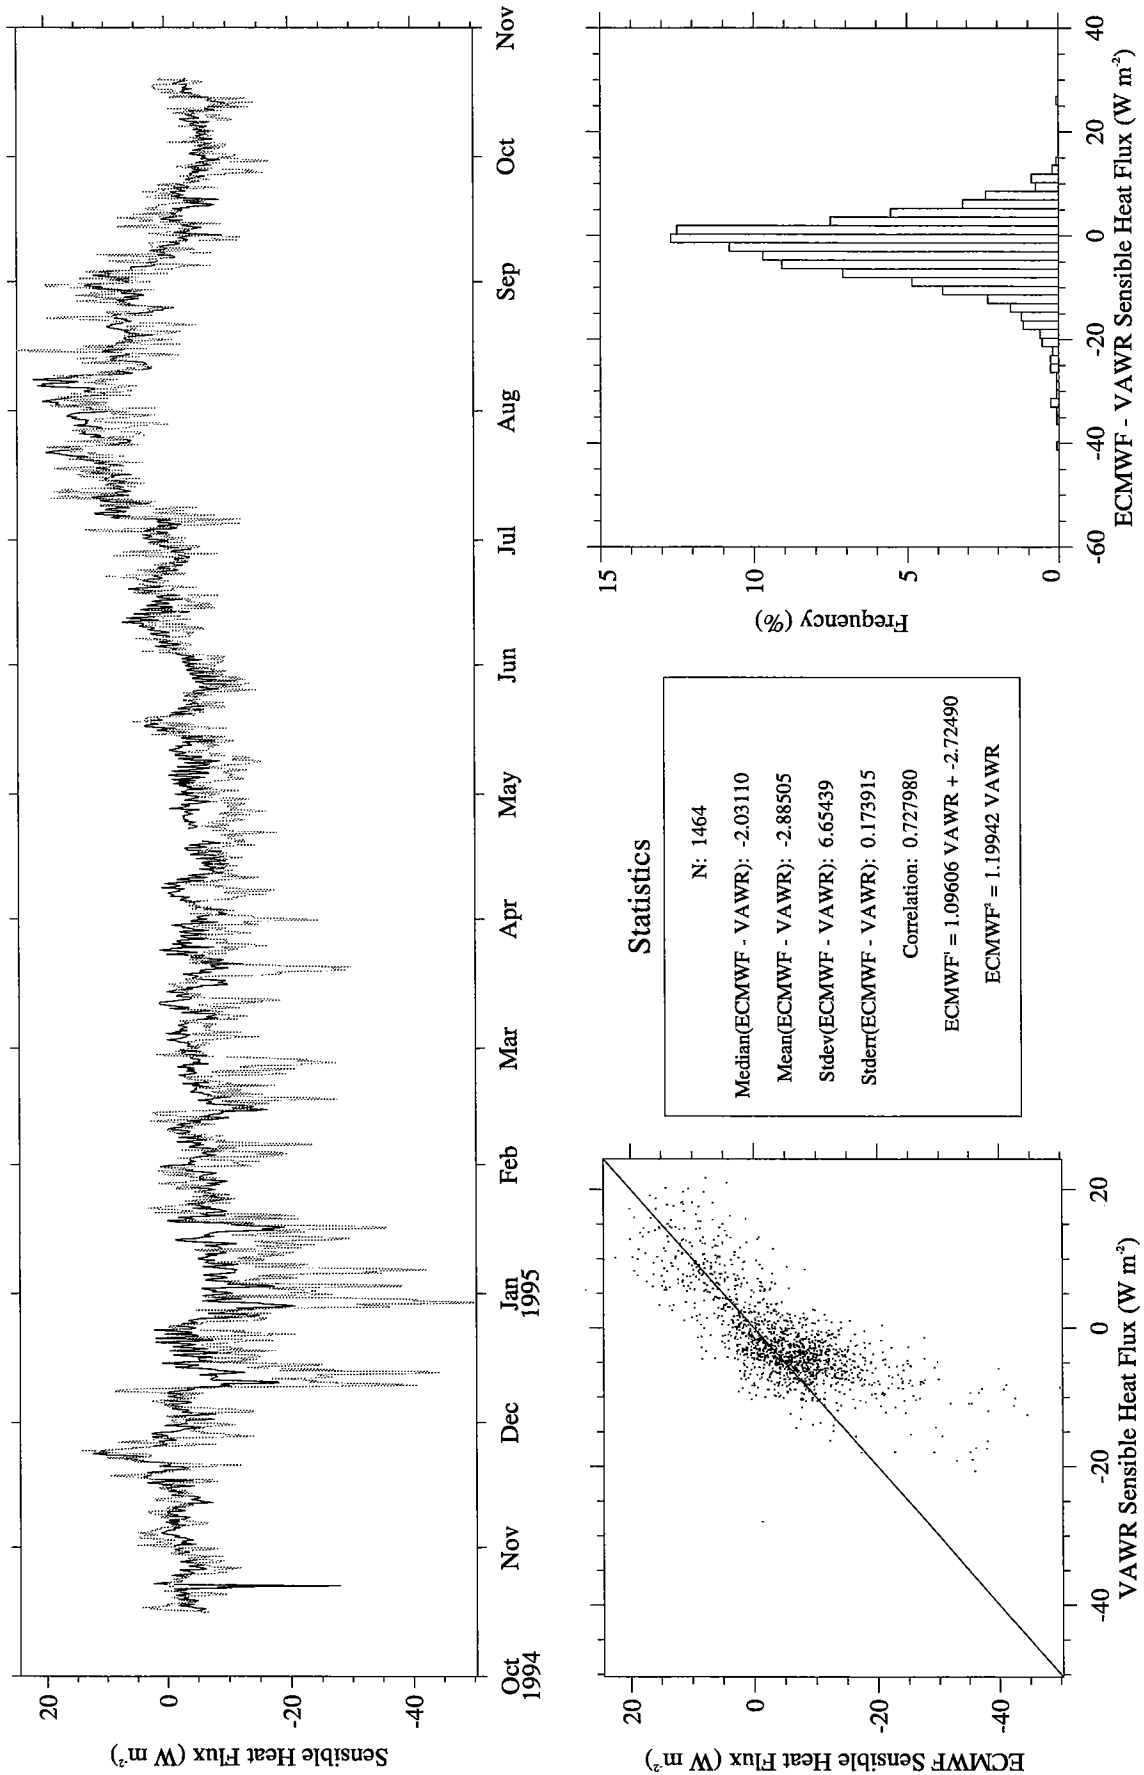 Sensible Heat Flux (W m⁻²)
20
0
-20
-40
Oct
1994
Nov
Dec
Jan
1995
Feb
Mar
Apr
May
Jun
Jul
Aug
Sep
Oct
Nov
ECMWF Sensible Heat Flux (W m⁻²)
20
0
-20
-40
-40
-20
0
20
VAWR Sensible Heat Flux (W m⁻²)
Statistics
N: 1464
Median(ECMWF - VAWR): -2.03110
Mean(ECMWF - VAWR): -2.88505
Stdev(ECMWF - VAWR): 6.65439
Stderr(ECMWF - VAWR): 0.173915
Correlation: 0.727980
ECMWF¹ = 1.09606 VAWR + -2.72490
ECMWF² = 1.19942 VAWR
Frequency (%)
15
10
5
0
-60
-40
-20
0
20
40
ECMWF - VAWR Sensible Heat Flux (W m⁻²)